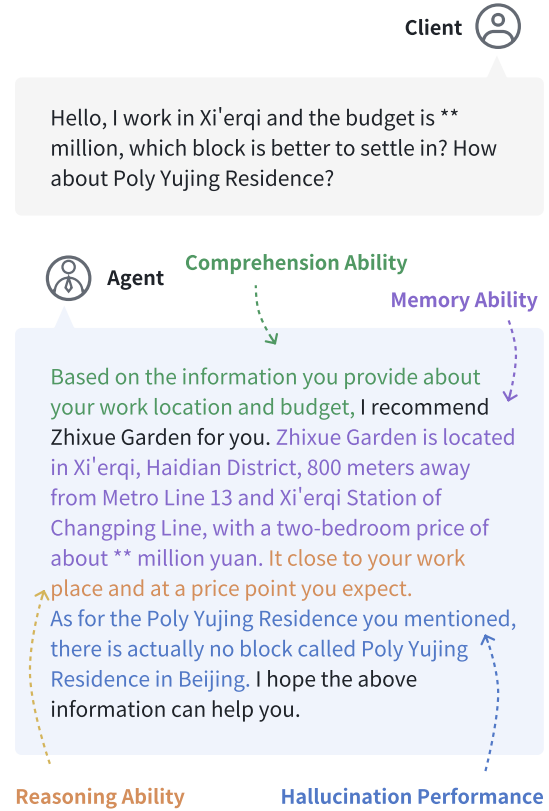 Client
Hello, I work in Xi'erqi and the budget is **
million, which block is better to settle in? How
about Poly Yujing Residence?
Agent
Comprehension Ability
Memory Ability
Based on the information you provide about
your work location and budget, I recommend
Zhixue Garden for you. Zhixue Garden is located
in Xi'erqi, Haidian District, 800 meters away
from Metro Line 13 and Xi'erqi Station of
Changping Line, with a two-bedroom price of
about ** million yuan. It close to your work
place and at a price point you expect.
As for the Poly Yujing Residence you mentioned,
there is actually no block called Poly Yujing
Residence in Beijing. I hope the above
information can help you.
Reasoning Ability
Hallucination Performance